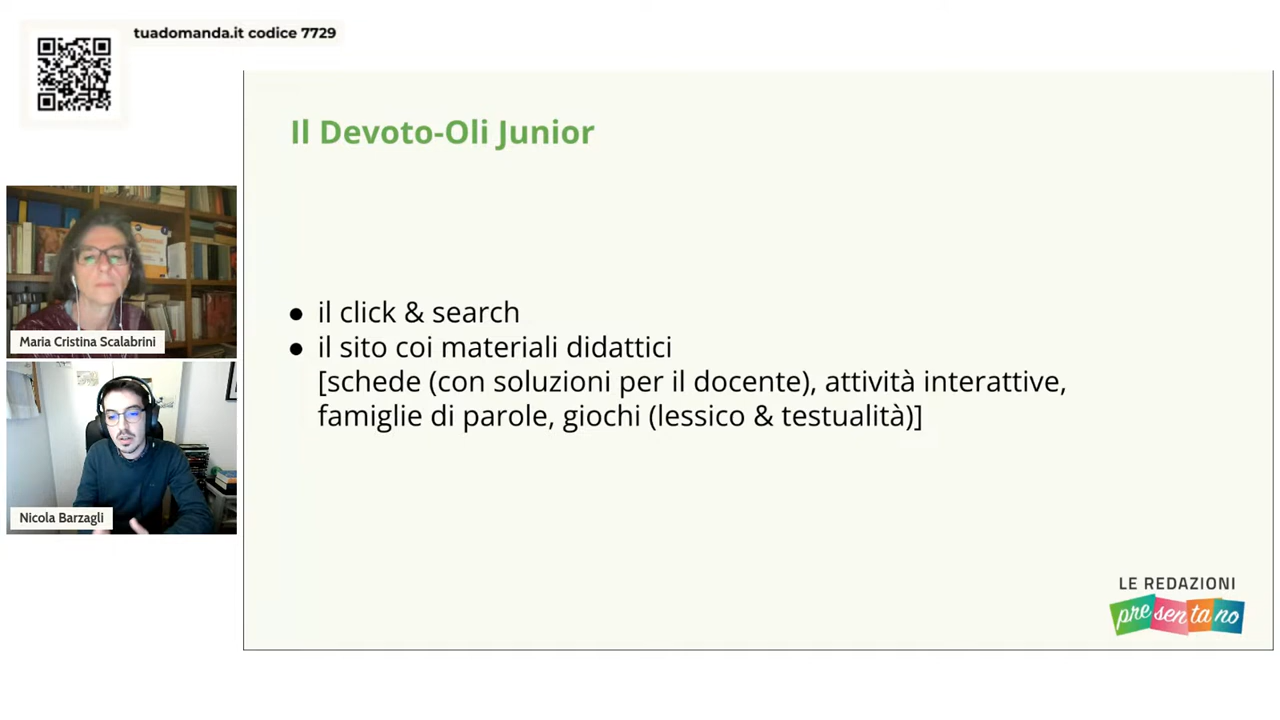 tuadomanda.it codice 7729
Il Devoto-Oli Junior
● il click & search
● il sito coi materiali didattici
[schede (con soluzioni per il docente), attività interattive,
famiglie di parole, giochi (lessico & testualità)]
Maria Cristina Scalabrini
Nicola Barzagli
LE REDAZIONI
presentano